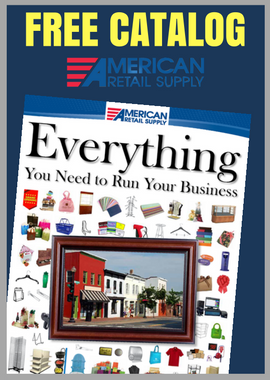 FREE CATALOG
AMERICAN
RETAIL SUPPLY
AMERICAN
RETAIL SUPPLY
Everything
You Need to Run Your Business